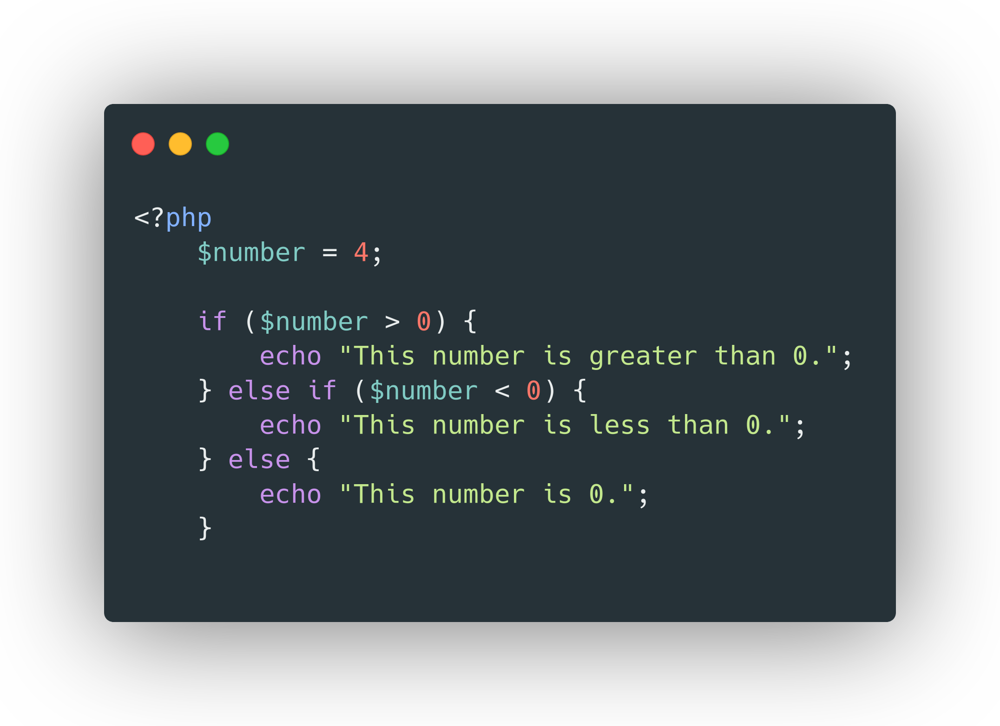 <?php
    $number = 4;

    if ($number > 0) {
        echo "This number is greater than 0.";
    } else if ($number < 0) {
        echo "This number is less than 0.";
    } else {
        echo "This number is 0.";
    }